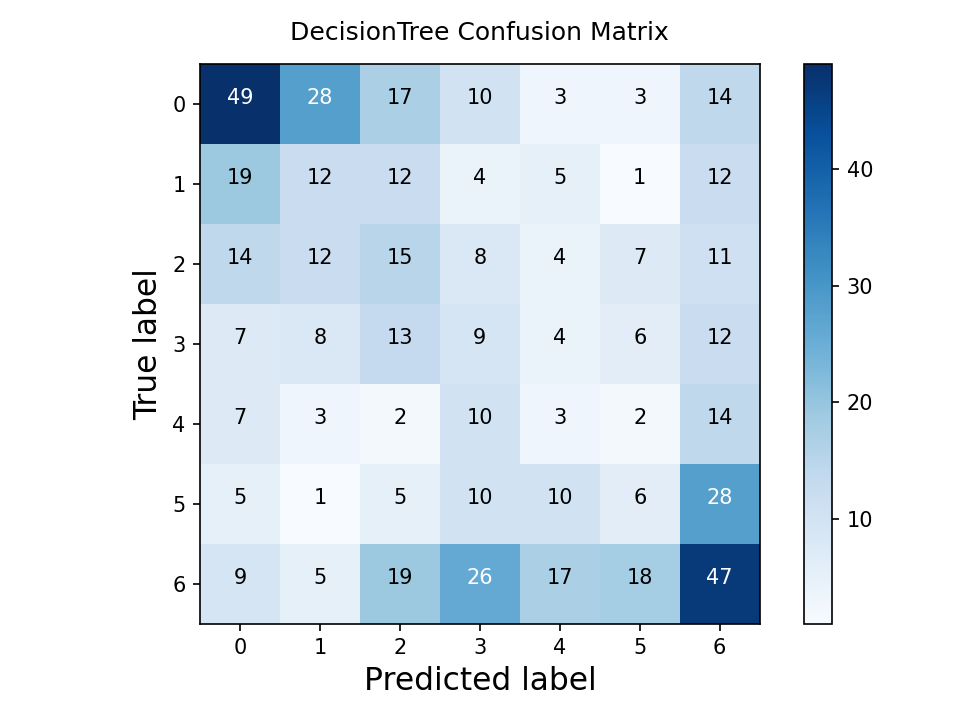 DecisionTree Confusion Matrix
0 49 28 17 10 3 3 14
1 19 12 12 4 5 1 12
2 14 12 15 8 4 7 11
3 7 8 13 9 4 6 12
4 7 3 2 10 3 2 14
5 5 1 5 10 10 6 28
6 9 5 19 26 17 18 47
0 1 2 3 4 5 6
Predicted label
True label
40
30
20
10